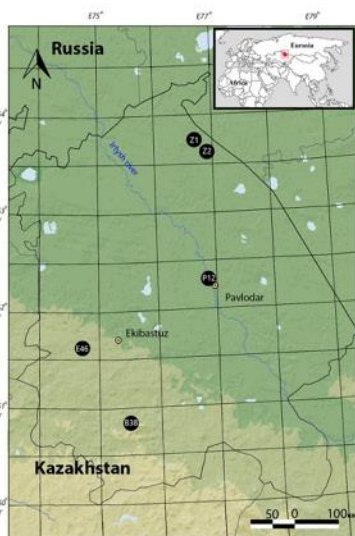 E75°
E77°
E79°
Russia
Eurasia
Africa
N
Z1
Z2
Irtysh river
P12
Pavlodar
Ekibastuz
E46
B38
Kazakhstan
50 0 100